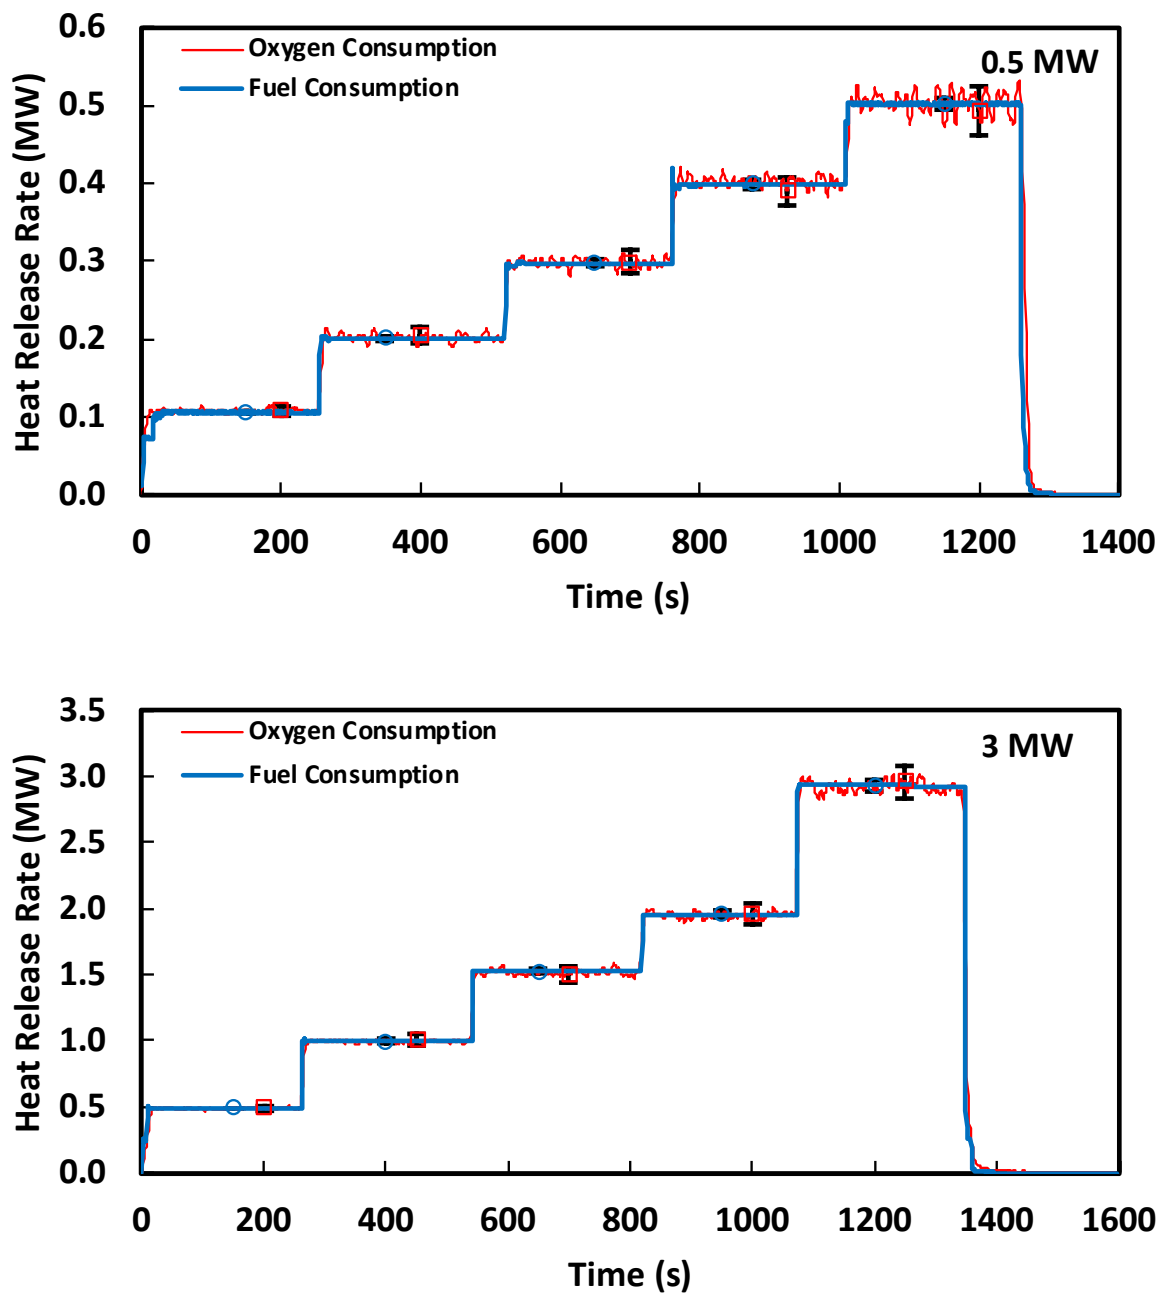 0.6
Oxygen Consumption
0.5 MW
Fuel Consumption
0.5
0.4
0.3
0.2
0.1
0.0
Heat Release Rate (MW)
0 200 400 600 800 1000 1200 1400
Time (s)
3.5
Oxygen Consumption
3 MW
Fuel Consumption
3.0
2.5
2.0
1.5
1.0
0.5
0.0
Heat Release Rate (MW)
0 200 400 600 800 1000 1200 1400 1600
Time (s)